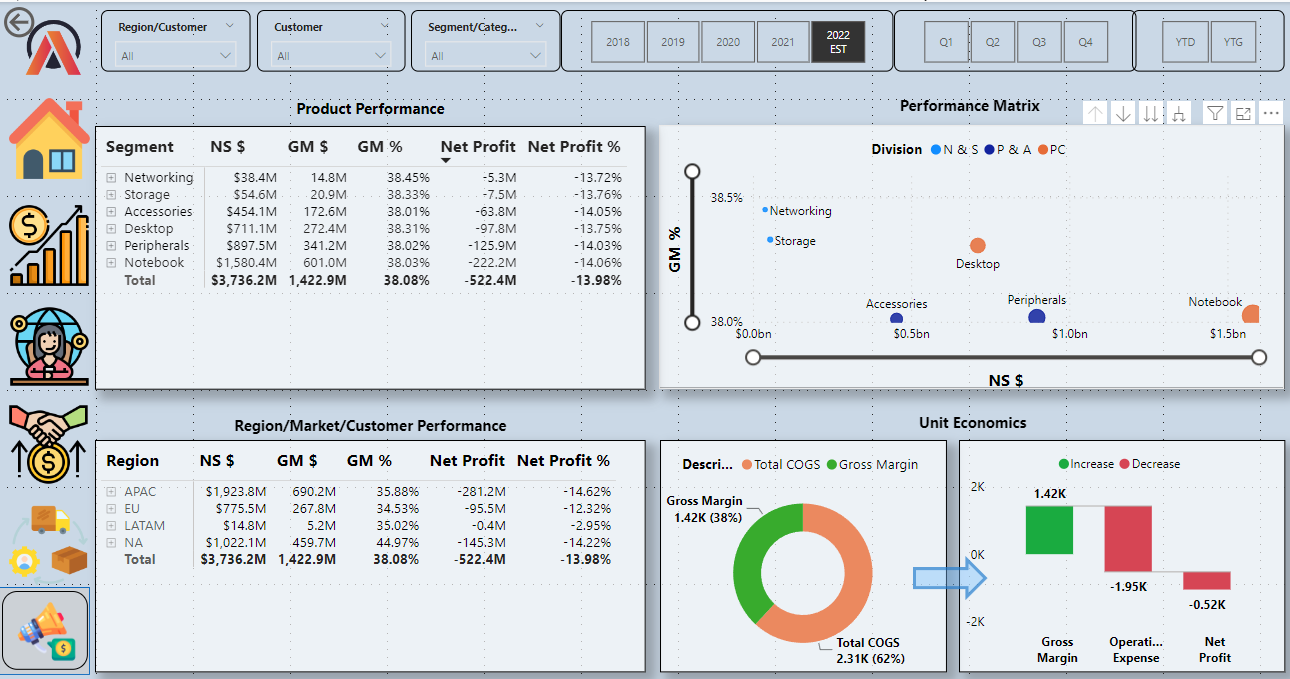 Region/Customer
All
Customer
All
Segment/Categ...
All
2018
2019
2020
2021
2022
EST
Q1
Q2
Q3
Q4
YTD
YTG
Product Performance
Segment NS $ GM $ GM % Net Profit Net Profit %
Networking $38.4M 14.8M 38.45% -5.3M -13.72%
Storage $54.6M 20.9M 38.33% -7.5M -13.76%
Accessories $454.1M 172.6M 38.01% -63.8M -14.05%
Desktop $711.1M 272.4M 38.31% -97.8M -13.75%
Peripherals $897.5M 341.2M 38.02% -125.9M -14.03%
Notebook $1,580.4M 601.0M 38.03% -222.2M -14.06%
Total $3,736.2M 1,422.9M 38.08% -522.4M -13.98%
Performance Matrix
Division N & S P & A PC
GM %
38.5%
38.0%
Networking
Storage
Desktop
Accessories
Peripherals
Notebook
$0.0bn $0.5bn $1.0bn $1.5bn
NS $
Region/Market/Customer Performance
Region NS $ GM $ GM % Net Profit Net Profit %
APAC $1,923.8M 690.2M 35.88% -281.2M -14.62%
EU $775.5M 267.8M 34.53% -95.5M -12.32%
LATAM $14.8M 5.2M 35.02% -0.4M -2.95%
NA $1,022.1M 459.7M 44.97% -145.3M -14.22%
Total $3,736.2M 1,422.9M 38.08% -522.4M -13.98%
Unit Economics
Descri... Total COGS Gross Margin
Gross Margin
1.42K (38%)
Total COGS
2.31K (62%)
Increase Decrease
2K
0K
-2K
1.42K
-1.95K
-0.52K
Gross
Margin
Operati...
Expense
Net
Profit